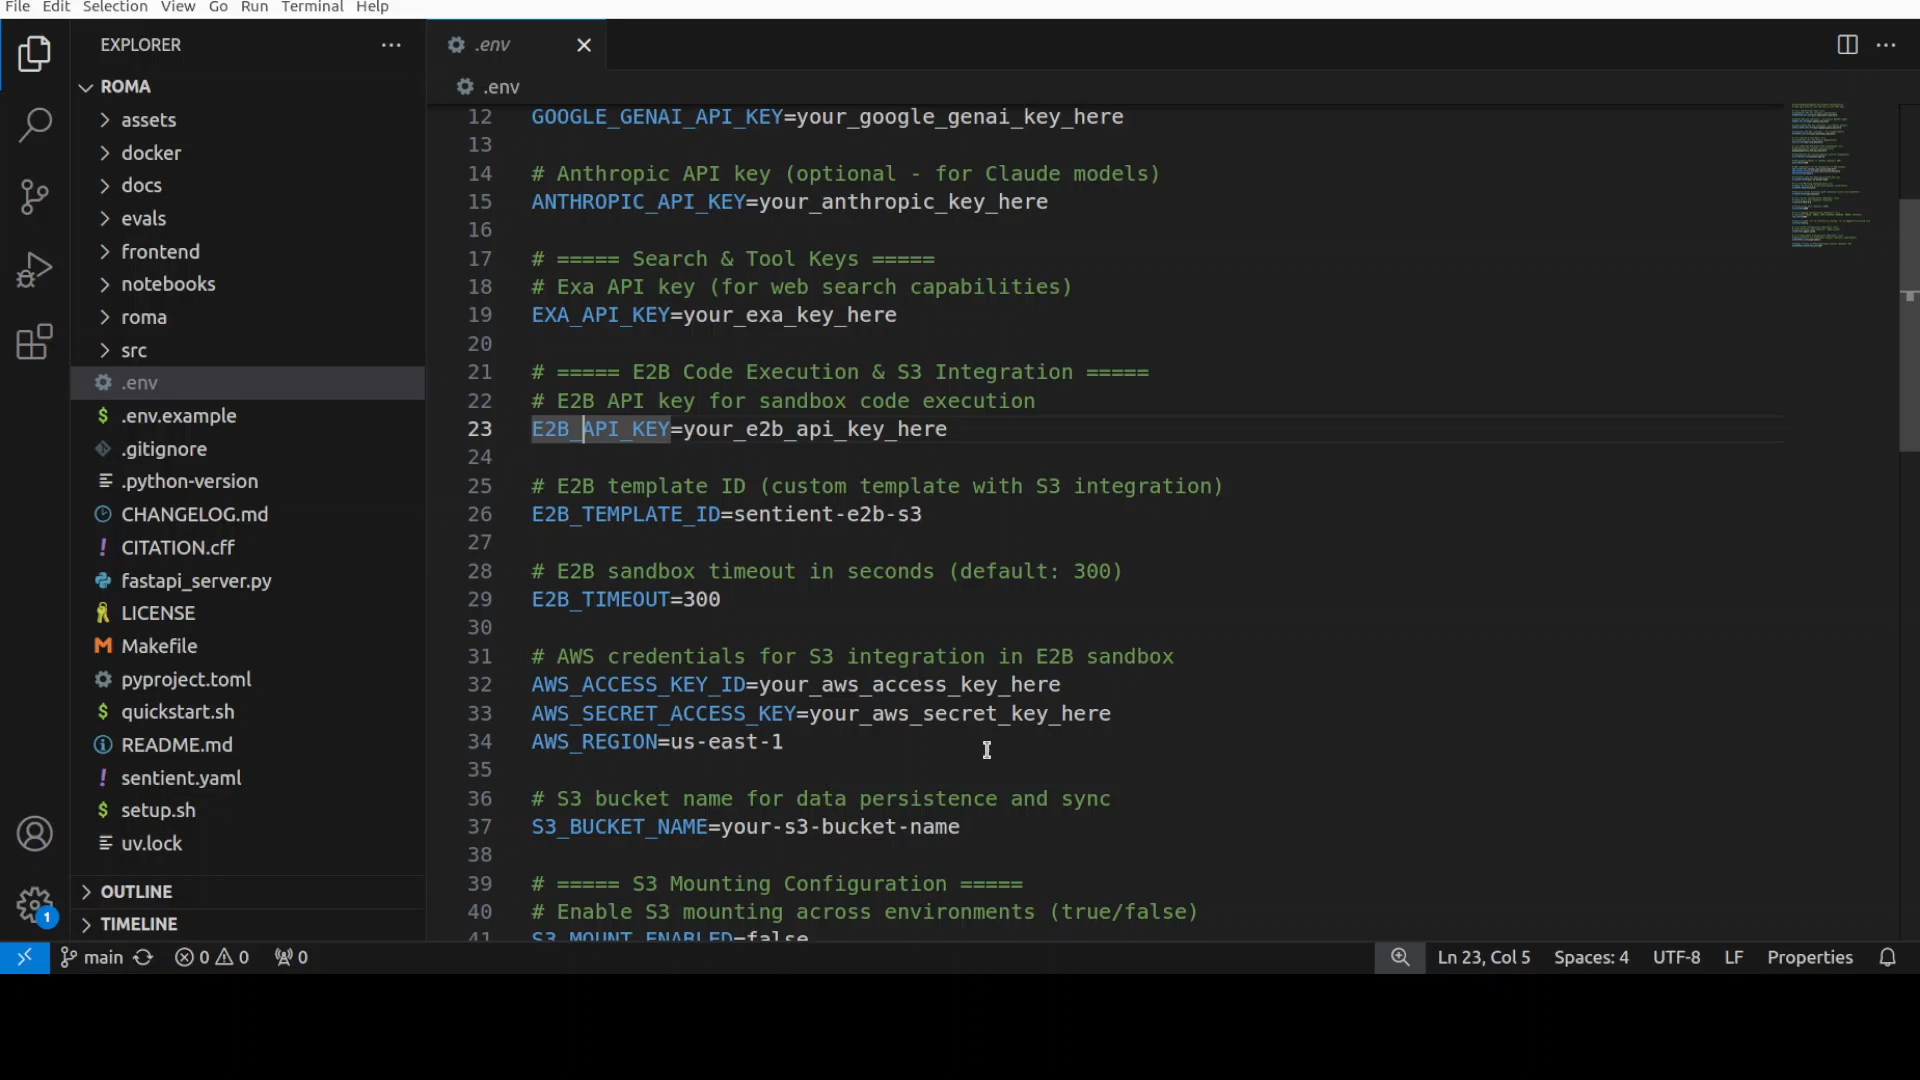 File Edit Selection View Go Run Terminal Help
EXPLORER
ROMA
assets
docker
docs
evals
frontend
notebooks
roma
src
.env
.env.example
.gitignore
.python-version
CHANGELOG.md
CITATION.cff
fastapi_server.py
LICENSE
Makefile
pyproject.toml
quickstart.sh
README.md
sentient.yaml
setup.sh
uv.lock
OUTLINE
TIMELINE
1
.env
.env
12 GOOGLE_GENAI_API_KEY=your_google_genai_key_here
13
14 # Anthropic API key (optional - for Claude models)
15 ANTHROPIC_API_KEY=your_anthropic_key_here
16
17 # ===== Search & Tool Keys =====
18 # Exa API key (for web search capabilities)
19 EXA_API_KEY=your_exa_key_here
20
21 # ===== E2B Code Execution & S3 Integration =====
22 # E2B API key for sandbox code execution
23 E2B_API_KEY=your_e2b_api_key_here
24
25 # E2B template ID (custom template with S3 integration)
26 E2B_TEMPLATE_ID=sentient-e2b-s3
27
28 # E2B sandbox timeout in seconds (default: 300)
29 E2B_TIMEOUT=300
30
31 # AWS credentials for S3 integration in E2B sandbox
32 AWS_ACCESS_KEY_ID=your_aws_access_key_here
33 AWS_SECRET_ACCESS_KEY=your_aws_secret_key_here
34 AWS_REGION=us-east-1
35
36 # S3 bucket name for data persistence and sync
37 S3_BUCKET_NAME=your-s3-bucket-name
38
39 # ===== S3 Mounting Configuration =====
40 # Enable S3 mounting across environments (true/false)
41 S3_MOUNT_ENABLED=false
main 0 0 0 Ln 23, Col 5 Spaces: 4 UTF-8 LF Properties